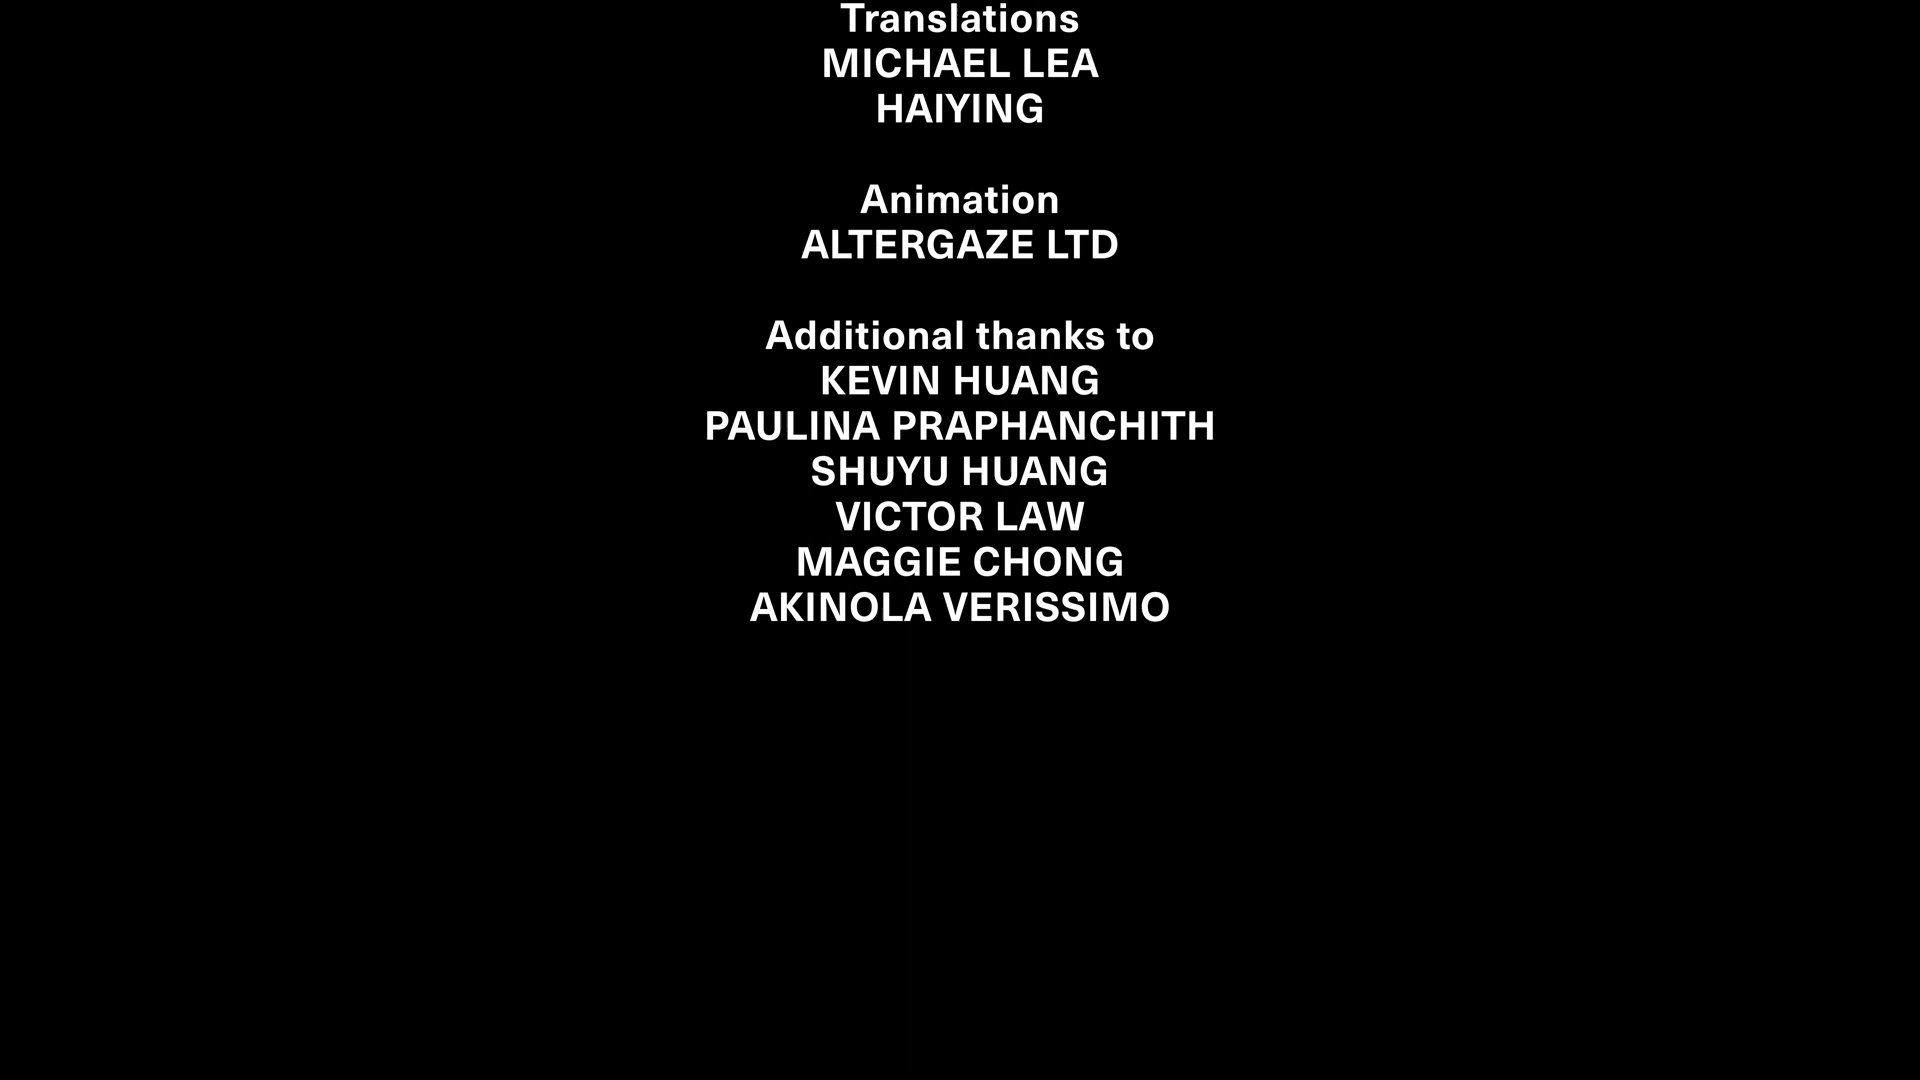 Translations
MICHAEL LEA
HAIYING
Animation
ALTERGAZE LTD
Additional thanks to
KEVIN HUANG
PAULINA PRAPHANCHITH
SHUYU HUANG
VICTOR LAW
MAGGIE CHONG
AKINOLA VERISSIMO